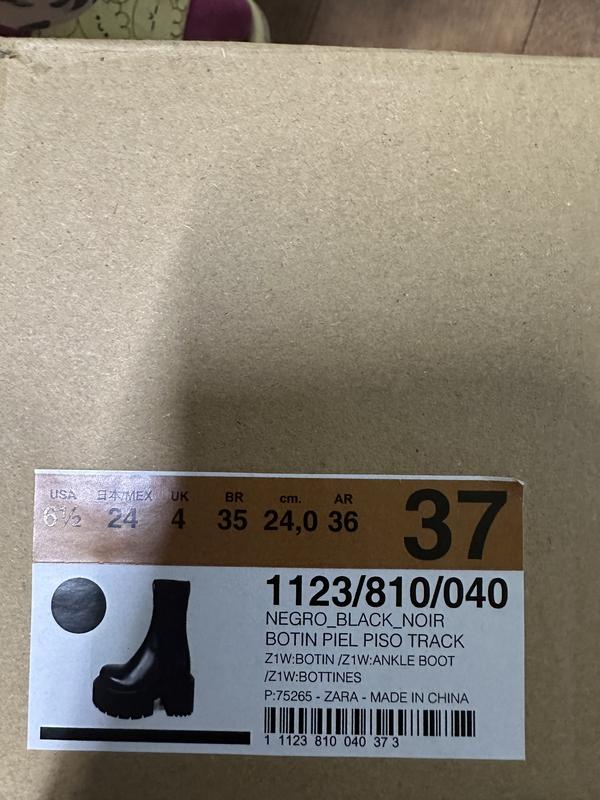 USA 日本/MEX UK BR cm. AR
6½ 24 4 35 24,0 36
37
1123/810/040
NEGRO_BLACK_NOIR
BOTIN PIEL PISO TRACK
Z1W:BOTIN /Z1W:ANKLE BOOT
/Z1W:BOTTINES
P:75265 - ZARA - MADE IN CHINA
1 1123 810 040 37 3